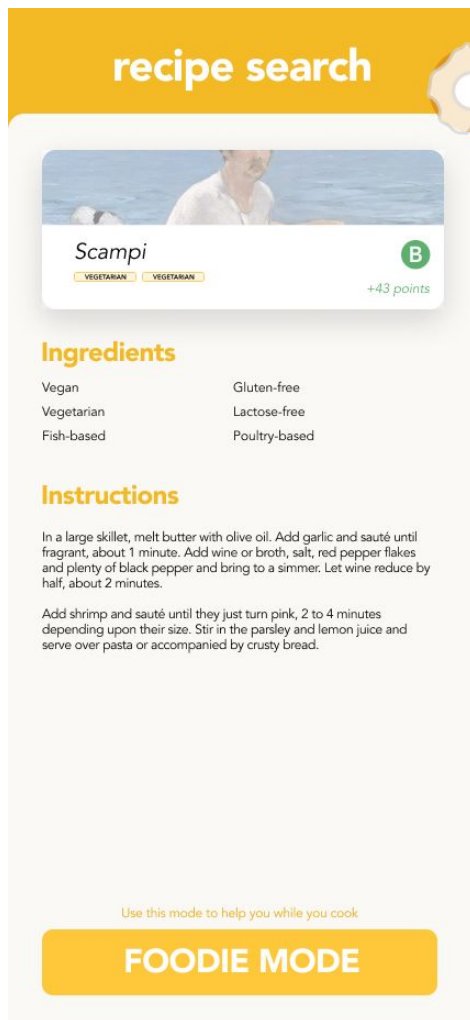 recipe search
Scampi
VEGETARIAN VEGETARIAN
B
+43 points
Ingredients
Vegan Gluten-free
Vegetarian Lactose-free
Fish-based Poultry-based
Instructions
In a large skillet, melt butter with olive oil. Add garlic and sauté until
fragrant, about 1 minute. Add wine or broth, salt, red pepper flakes
and plenty of black pepper and bring to a simmer. Let wine reduce by
half, about 2 minutes.
Add shrimp and sauté until they just turn pink, 2 to 4 minutes
depending upon their size. Stir in the parsley and lemon juice and
serve over pasta or accompanied by crusty bread.
Use this mode to help you while you cook
FOODIE MODE